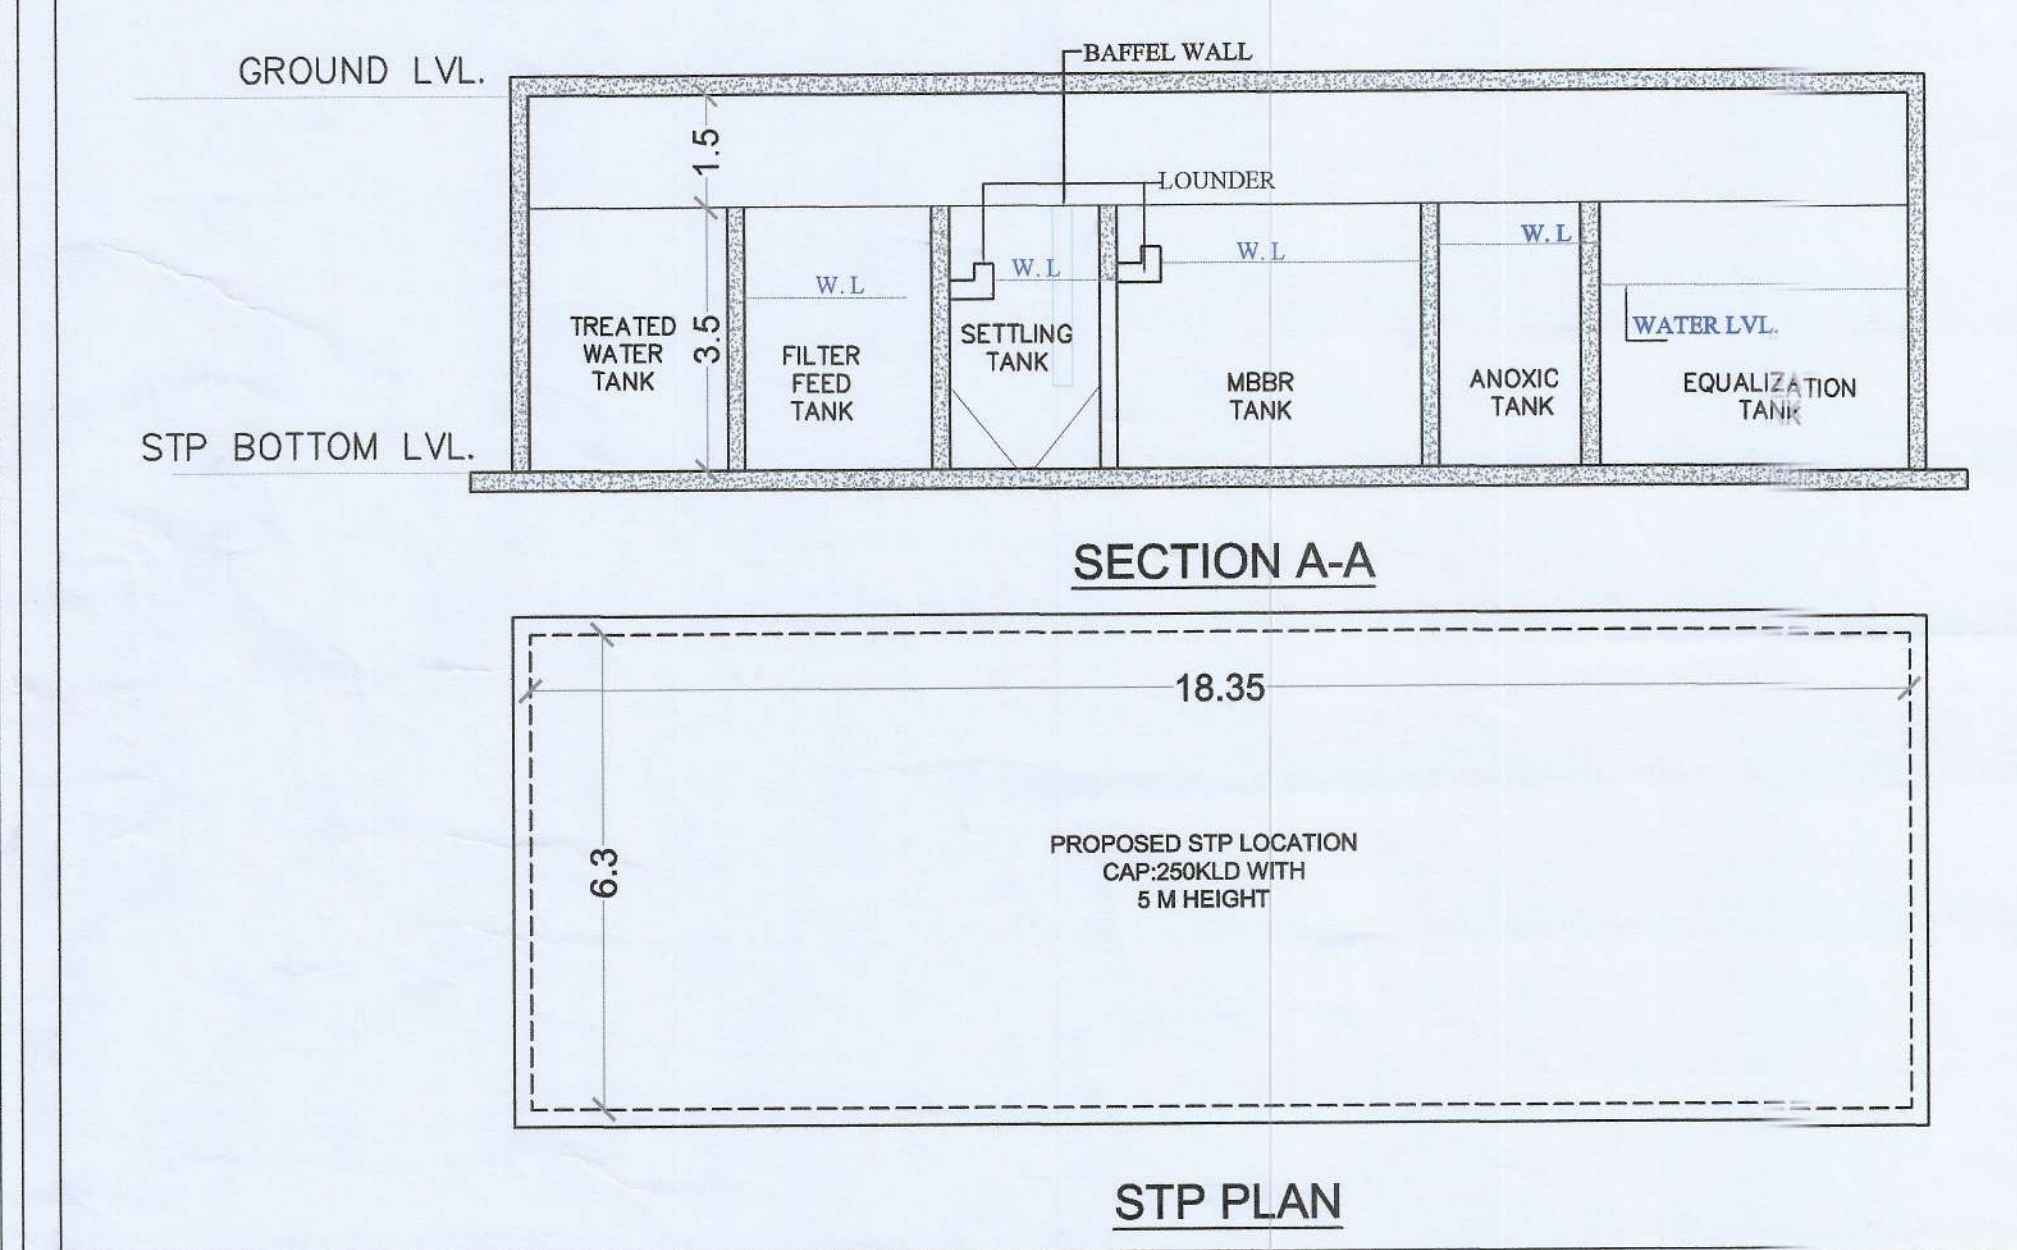 BAFFEL WALL
GROUND LVL.
1.5
LOUNDER
W. L
W. L
W. L
W. L
TREATED
WATER
TANK
3.5
FILTER
FEED
TANK
SETTLING
TANK
MBBR
TANK
ANOXIC
TANK
WATER LVL.
EQUALIZATION
TANK
STP BOTTOM LVL.
SECTION A-A
18.35
6.3
PROPOSED STP LOCATION
CAP:250KLD WITH
5 M HEIGHT
STP PLAN